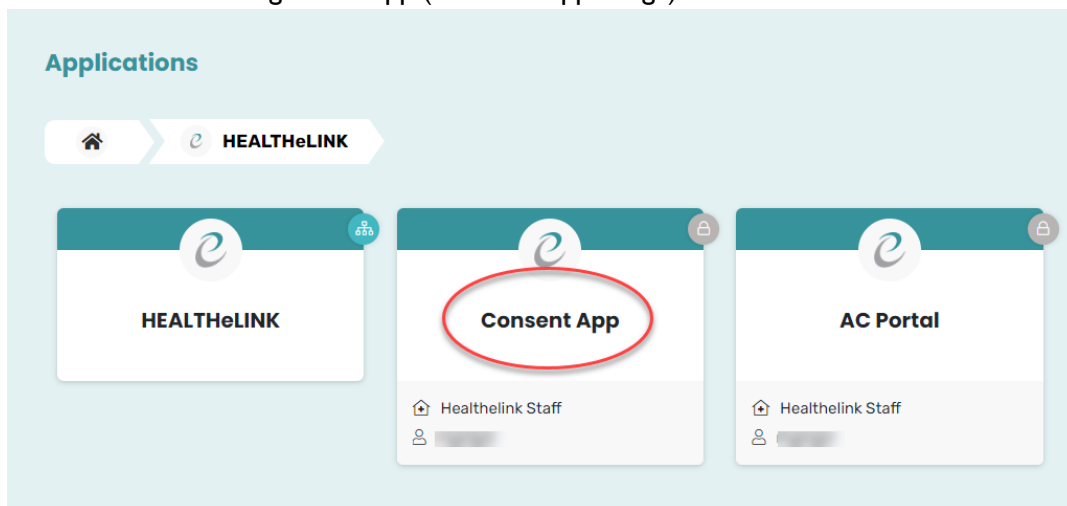 Applications
HEALTHeLINK
HEALTHeLINK
Consent App
AC Portal
Healthelink Staff
Healthelink Staff